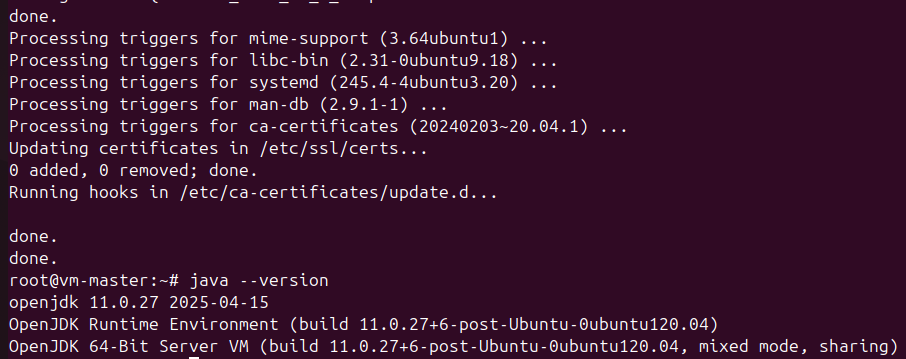 done.
Processing triggers for mime-support (3.64ubuntu1) ...
Processing triggers for libc-bin (2.31-0ubuntu9.18) ...
Processing triggers for systemd (245.4-4ubuntu3.20) ...
Processing triggers for man-db (2.9.1-1) ...
Processing triggers for ca-certificates (20240203~20.04.1) ...
Updating certificates in /etc/ssl/certs...
0 added, 0 removed; done.
Running hooks in /etc/ca-certificates/update.d...
done.
done.
root@vm-master:~# java --version
openjdk 11.0.27 2025-04-15
OpenJDK Runtime Environment (build 11.0.27+6-post-Ubuntu-0ubuntu120.04)
OpenJDK 64-Bit Server VM (build 11.0.27+6-post-Ubuntu-0ubuntu120.04, mixed mode, sharing)